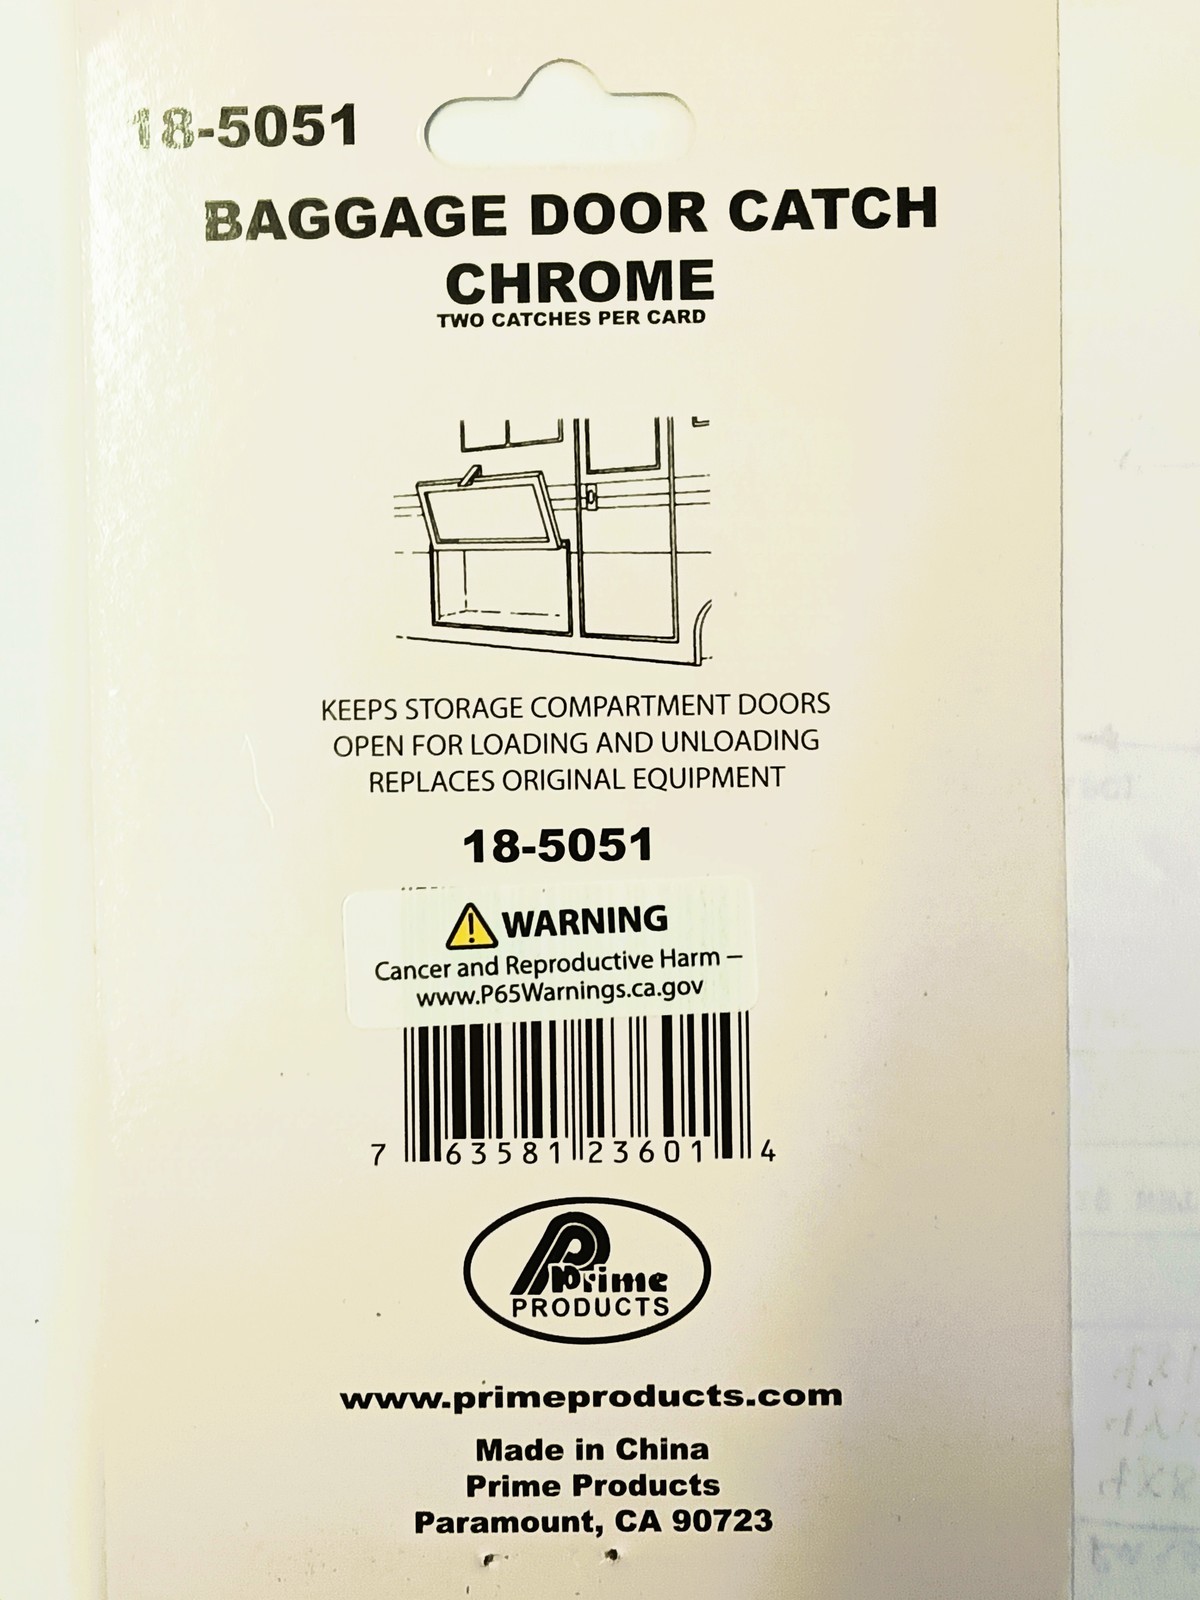 18-5051
BAGGAGE DOOR CATCH
CHROME
TWO CATCHES PER CARD
KEEPS STORAGE COMPARTMENT DOORS
OPEN FOR LOADING AND UNLOADING
REPLACES ORIGINAL EQUIPMENT
18-5051
WARNING
Cancer and Reproductive Harm –
www.P65Warnings.ca.gov
7 63581 23601 4
Prime
PRODUCTS
www.primeproducts.com
Made in China
Prime Products
Paramount, CA 90723